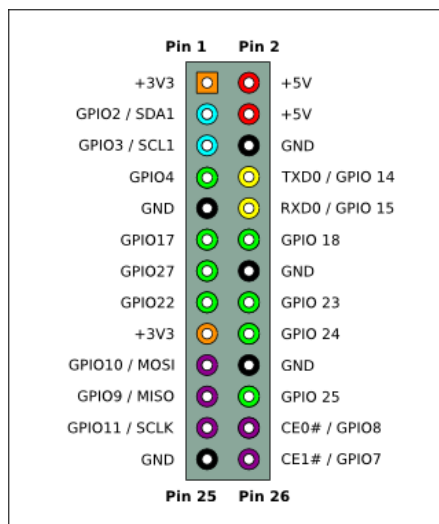 Pin 1 Pin 2
+3V3 +5V
GPIO2 / SDA1 +5V
GPIO3 / SCL1 GND
GPIO4 TXD0 / GPIO 14
GND RXD0 / GPIO 15
GPIO17 GPIO 18
GPIO27 GND
GPIO22 GPIO 23
+3V3 GPIO 24
GPIO10 / MOSI GND
GPIO9 / MISO GPIO 25
GPIO11 / SCLK CE0# / GPIO8
GND CE1# / GPIO7
Pin 25 Pin 26